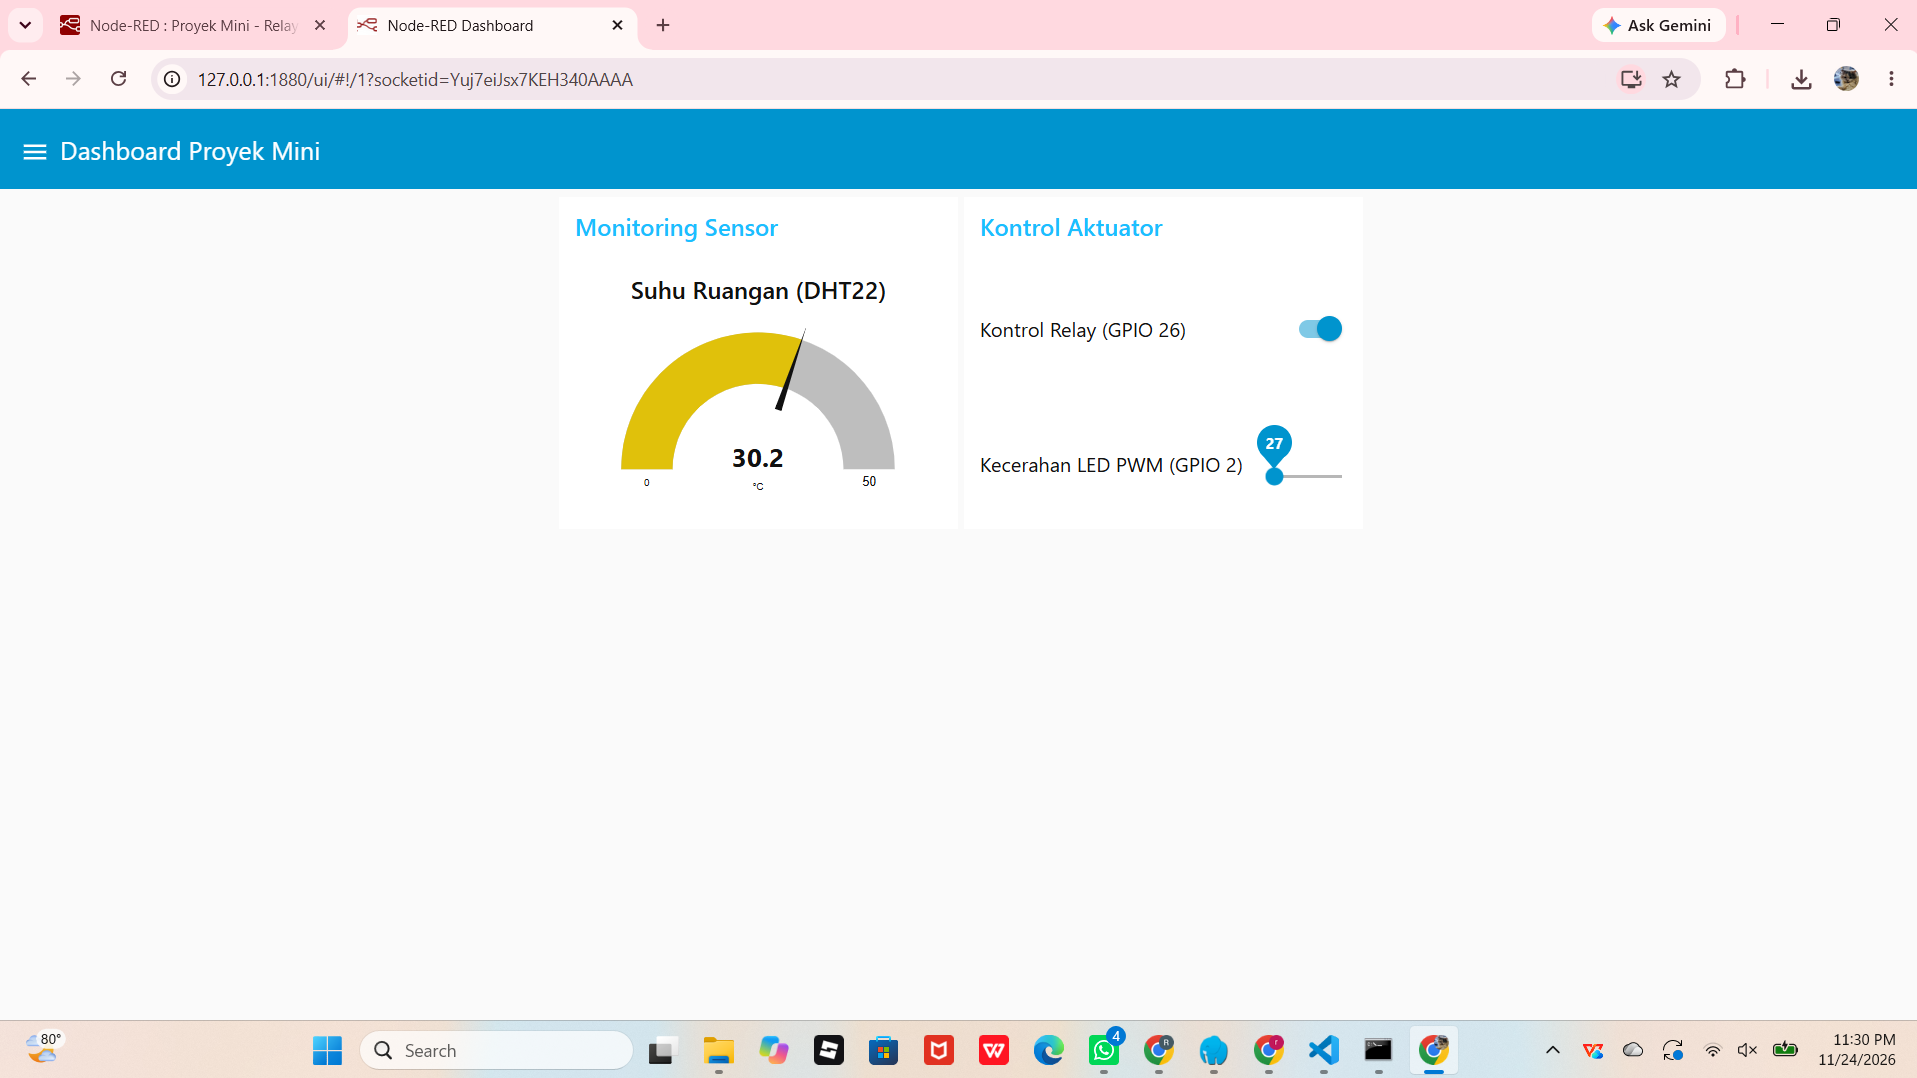 Node-RED : Proyek Mini - Relay
Node-RED Dashboard
Ask Gemini
127.0.0.1:1880/ui/#!/1?socketid=Yuj7eiJsx7KEH340AAAA
Dashboard Proyek Mini
Monitoring Sensor
Suhu Ruangan (DHT22)
30.2
0
°C
50
Kontrol Aktuator
Kontrol Relay (GPIO 26)
27
Kecerahan LED PWM (GPIO 2)
80°
Search
4
R
r
11:30 PM
11/24/2026